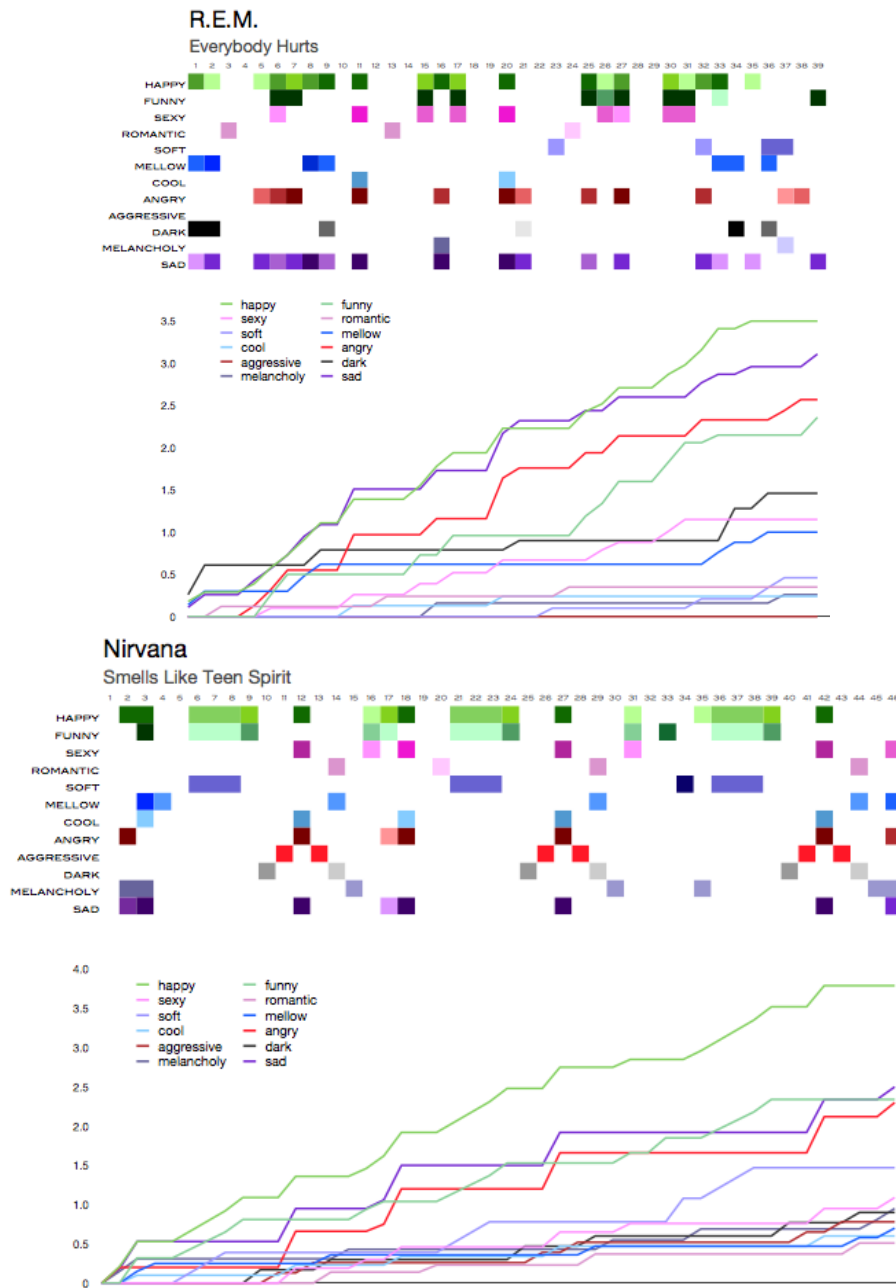 R.E.M.
Everybody Hurts
1 2 3 4 5 6 7 8 9 10 11 12 13 14 15 16 17 18 19 20 21 22 23 24 25 26 27 28 29 30 31 32 33 34 35 36 37 38 39
HAPPY
FUNNY
SEXY
ROMANTIC
SOFT
MELLOW
COOL
ANGRY
AGGRESSIVE
DARK
MELANCHOLY
SAD
happy funny
sexy romantic
soft mellow
cool angry
aggressive dark
melancholy sad
3.5
3.0
2.5
2.0
1.5
1.0
0.5
0
Nirvana
Smells Like Teen Spirit
1 2 3 4 5 6 7 8 9 10 11 12 13 14 15 16 17 18 19 20 21 22 23 24 25 26 27 28 29 30 31 32 33 34 35 36 37 38 39 40 41 42 43 44 45 46
HAPPY
FUNNY
SEXY
ROMANTIC
SOFT
MELLOW
COOL
ANGRY
AGGRESSIVE
DARK
MELANCHOLY
SAD
4.0
happy funny
sexy romantic
soft mellow
cool angry
aggressive dark
melancholy sad
3.5
3.0
2.5
2.0
1.5
1.0
0.5
0